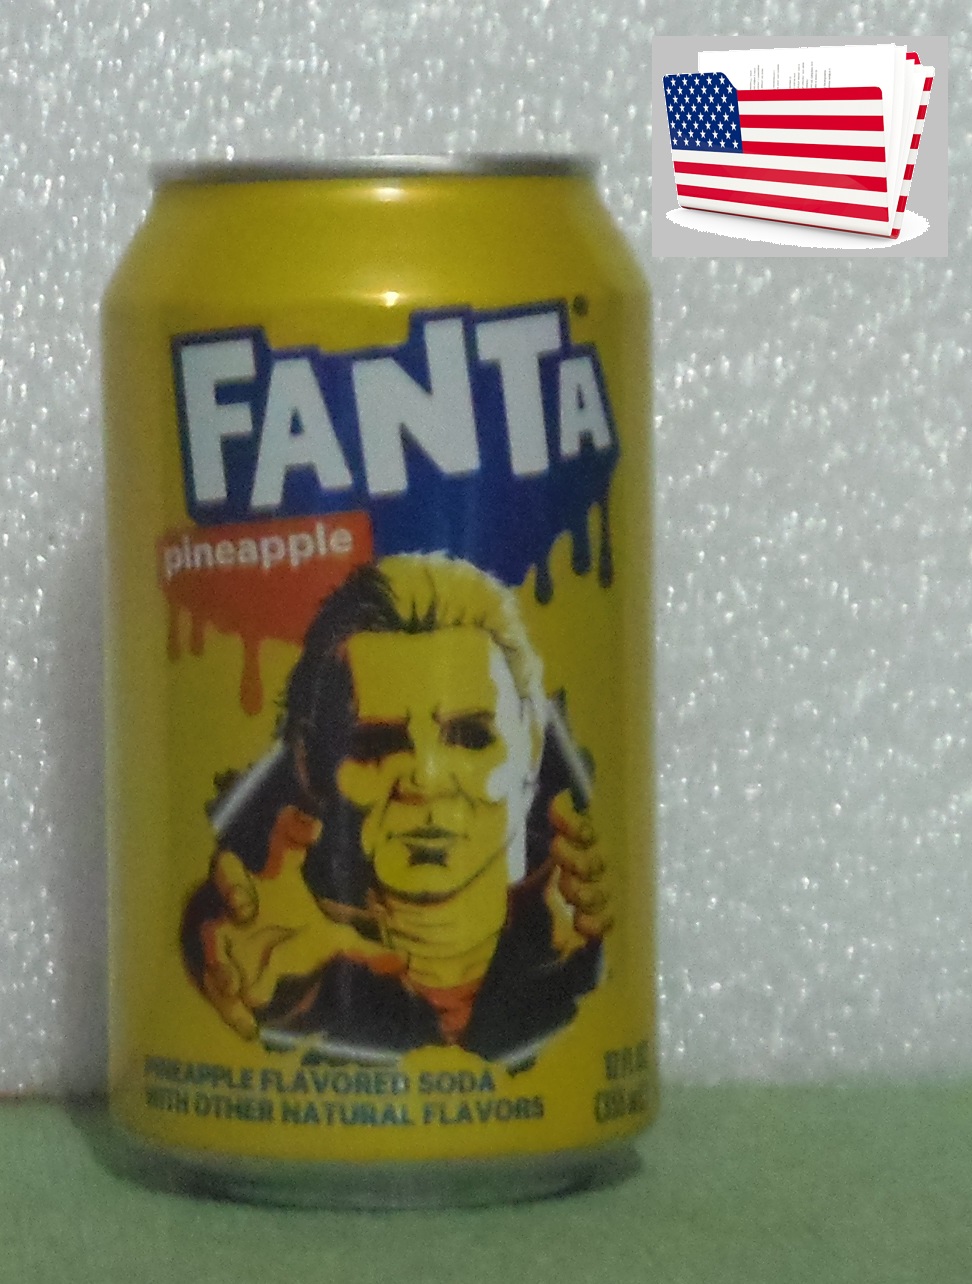 FANTA®
pineapple
PINEAPPLE FLAVORED SODA
WITH OTHER NATURAL FLAVORS